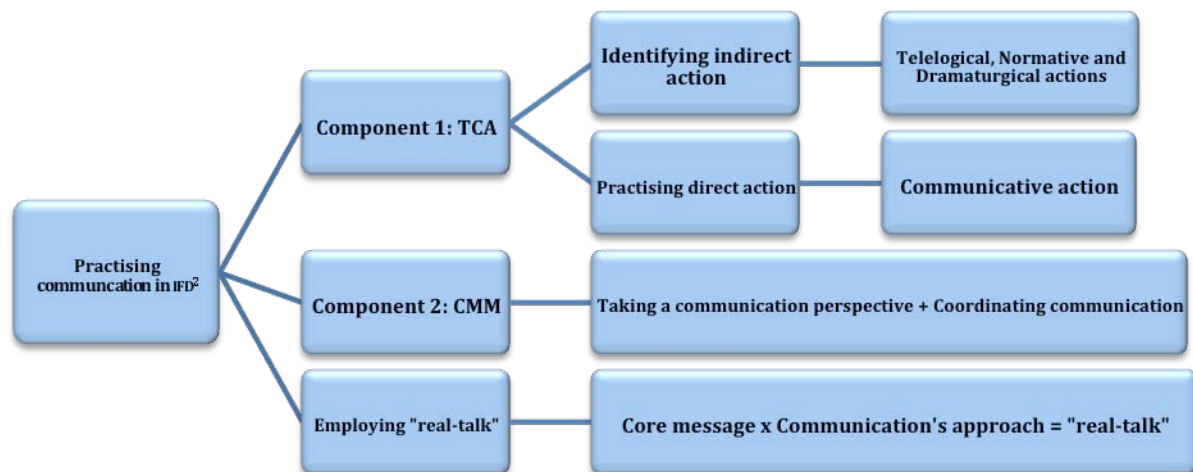 Identifying indirect
action
Telelogical, Normative and
Dramaturgical actions
Component 1: TCA
Practising direct action
Communicative action
Practising
communcation in IFD²
Component 2: CMM
Taking a communication perspective + Coordinating communication
Employing "real-talk"
Core message x Communication's approach = "real-talk"